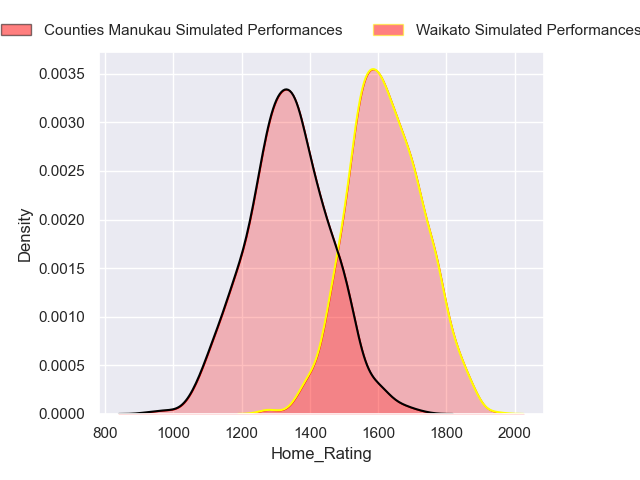 Counties Manukau Simulated Performances Waikato Simulated Performances
0.0035
0.0030
0.0025
0.0020
0.0015
0.0010
0.0005
0.0000
Density
800 1000 1200 1400 1600 1800 2000
Home_Rating